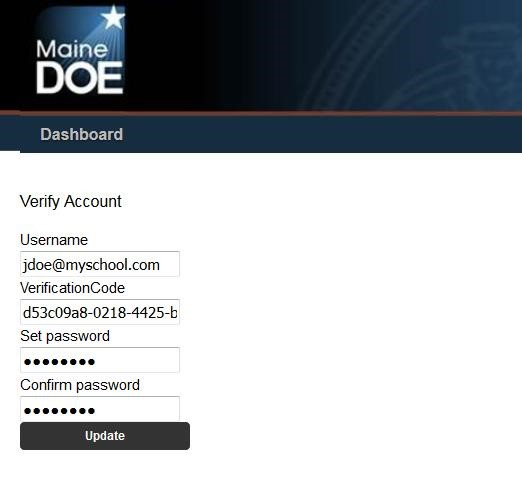 Maine
DOE
Dashboard
Verify Account
Username
jdoe@myschool.com
VerificationCode
d53c09a8-0218-4425-b
Set password
●●●●●●●●
Confirm password
●●●●●●●●
Update